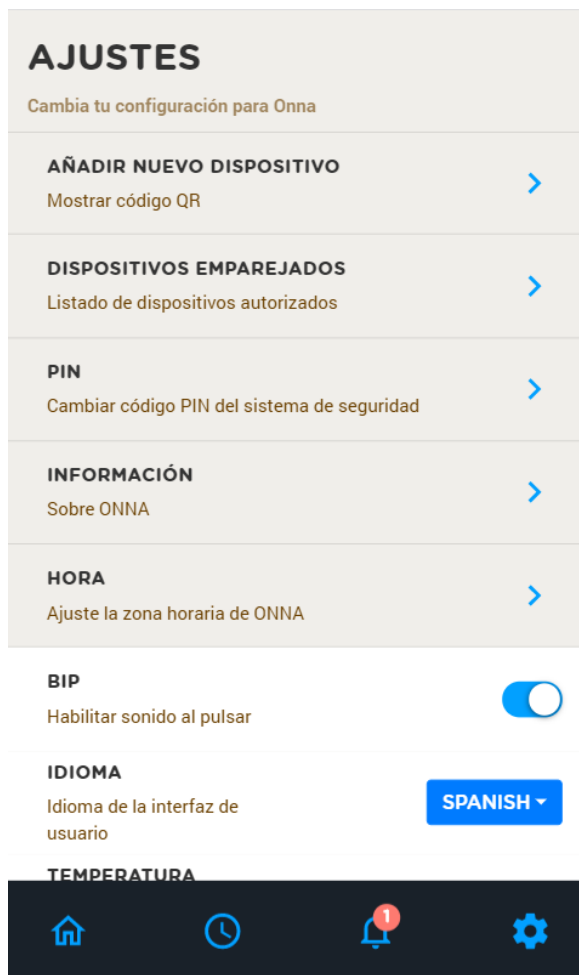 AJUSTES
Cambia tu configuración para Onna
AÑADIR NUEVO DISPOSITIVO
Mostrar código QR
DISPOSITIVOS EMPAREJADOS
Listado de dispositivos autorizados
PIN
Cambiar código PIN del sistema de seguridad
INFORMACIÓN
Sobre ONNA
HORA
Ajuste la zona horaria de ONNA
BIP
Habilitar sonido al pulsar
IDIOMA
Idioma de la interfaz de
usuario
SPANISH
TEMPERATURA
1